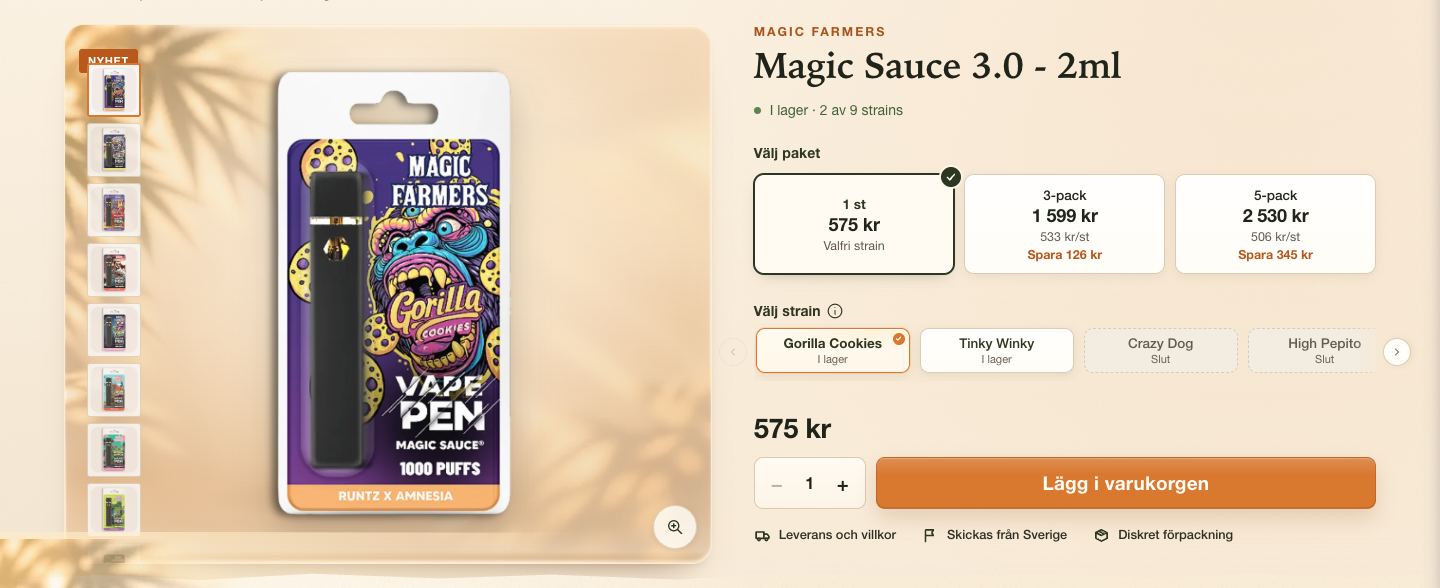 NYHET
MAGIC
FARMERS
Gorilla
COOKIES
VAPE
PEN
MAGIC SAUCE®
1000 PUFFS
RUNTZ X AMNESIA
MAGIC FARMERS
Magic Sauce 3.0 - 2ml
I lager · 2 av 9 strains
Välj paket
1 st
575 kr
Valfri strain
3-pack
1 599 kr
533 kr/st
Spara 126 kr
5-pack
2 530 kr
506 kr/st
Spara 345 kr
Välj strain
Gorilla Cookies
I lager
Tinky Winky
I lager
Crazy Dog
Slut
High Pepito
Slut
575 kr
− 1 +
Lägg i varukorgen
Leverans och villkor
Skickas från Sverige
Diskret förpackning